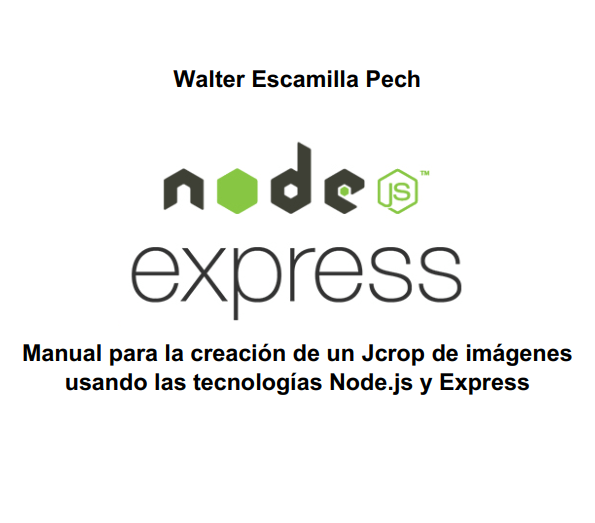 Walter Escamilla Pech
node JS™
express
Manual para la creación de un Jcrop de imágenes
usando las tecnologías Node.js y Express